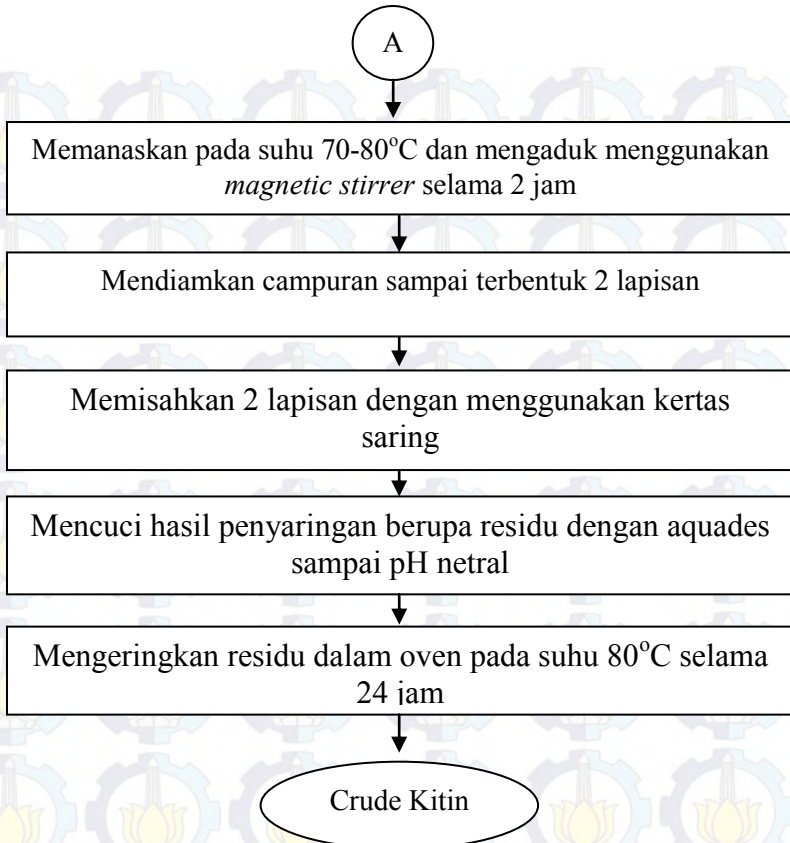 A
Memanaskan pada suhu 70-80°C dan mengaduk menggunakan
magnetic stirrer selama 2 jam
Mendiamkan campuran sampai terbentuk 2 lapisan
Memisahkan 2 lapisan dengan menggunakan kertas
saring
Mencuci hasil penyaringan berupa residu dengan aquades
sampai pH netral
Mengeringkan residu dalam oven pada suhu 80°C selama
24 jam
Crude Kitin